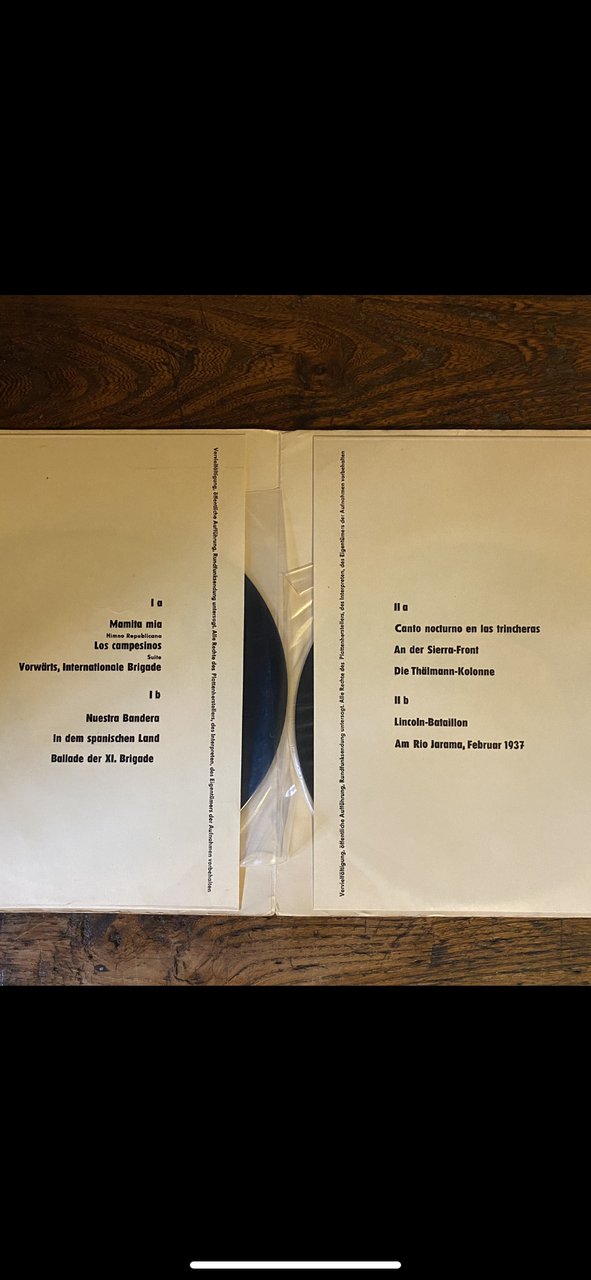 I a
Mamita mia
Himno Republicana
Los campesinos
Suite
Vorwärts, Internationale Brigade
I b
Nuestra Bandera
In dem spanischen Land
Ballade der XI. Brigade
Vervielfältigung, öffentliche Aufführung, Rundfunksendung untersagt. Alle Rechte des Plattenherstellers, des Interpreten, des Eigentümers der Aufnahmen vorbehalten
Vervielfältigung, öffentliche Aufführung, Rundfunksendung untersagt. Alle Rechte des Plattenherstellers, des Interpreten, des Eigentümers der Aufnahmen vorbehalten
II a
Canto nocturno en las trincheras
An der Sierra-Front
Die Thälmann-Kolonne
II b
Lincoln-Bataillon
Am Rio Jarama, Februar 1937